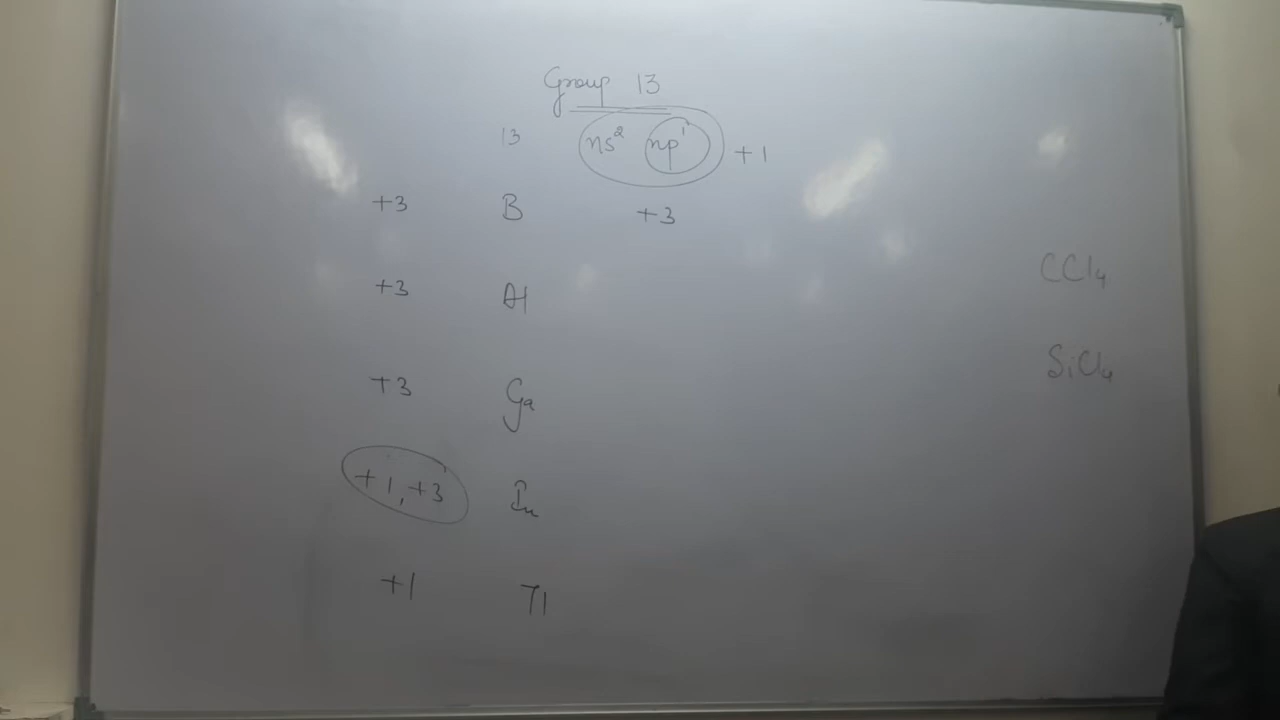 Group 13
13 ns² np¹ +1
+3 B +3
+3 Al
+3 Ga
+1, +3 In
+1 Tl
CCl₄
SiCl₄